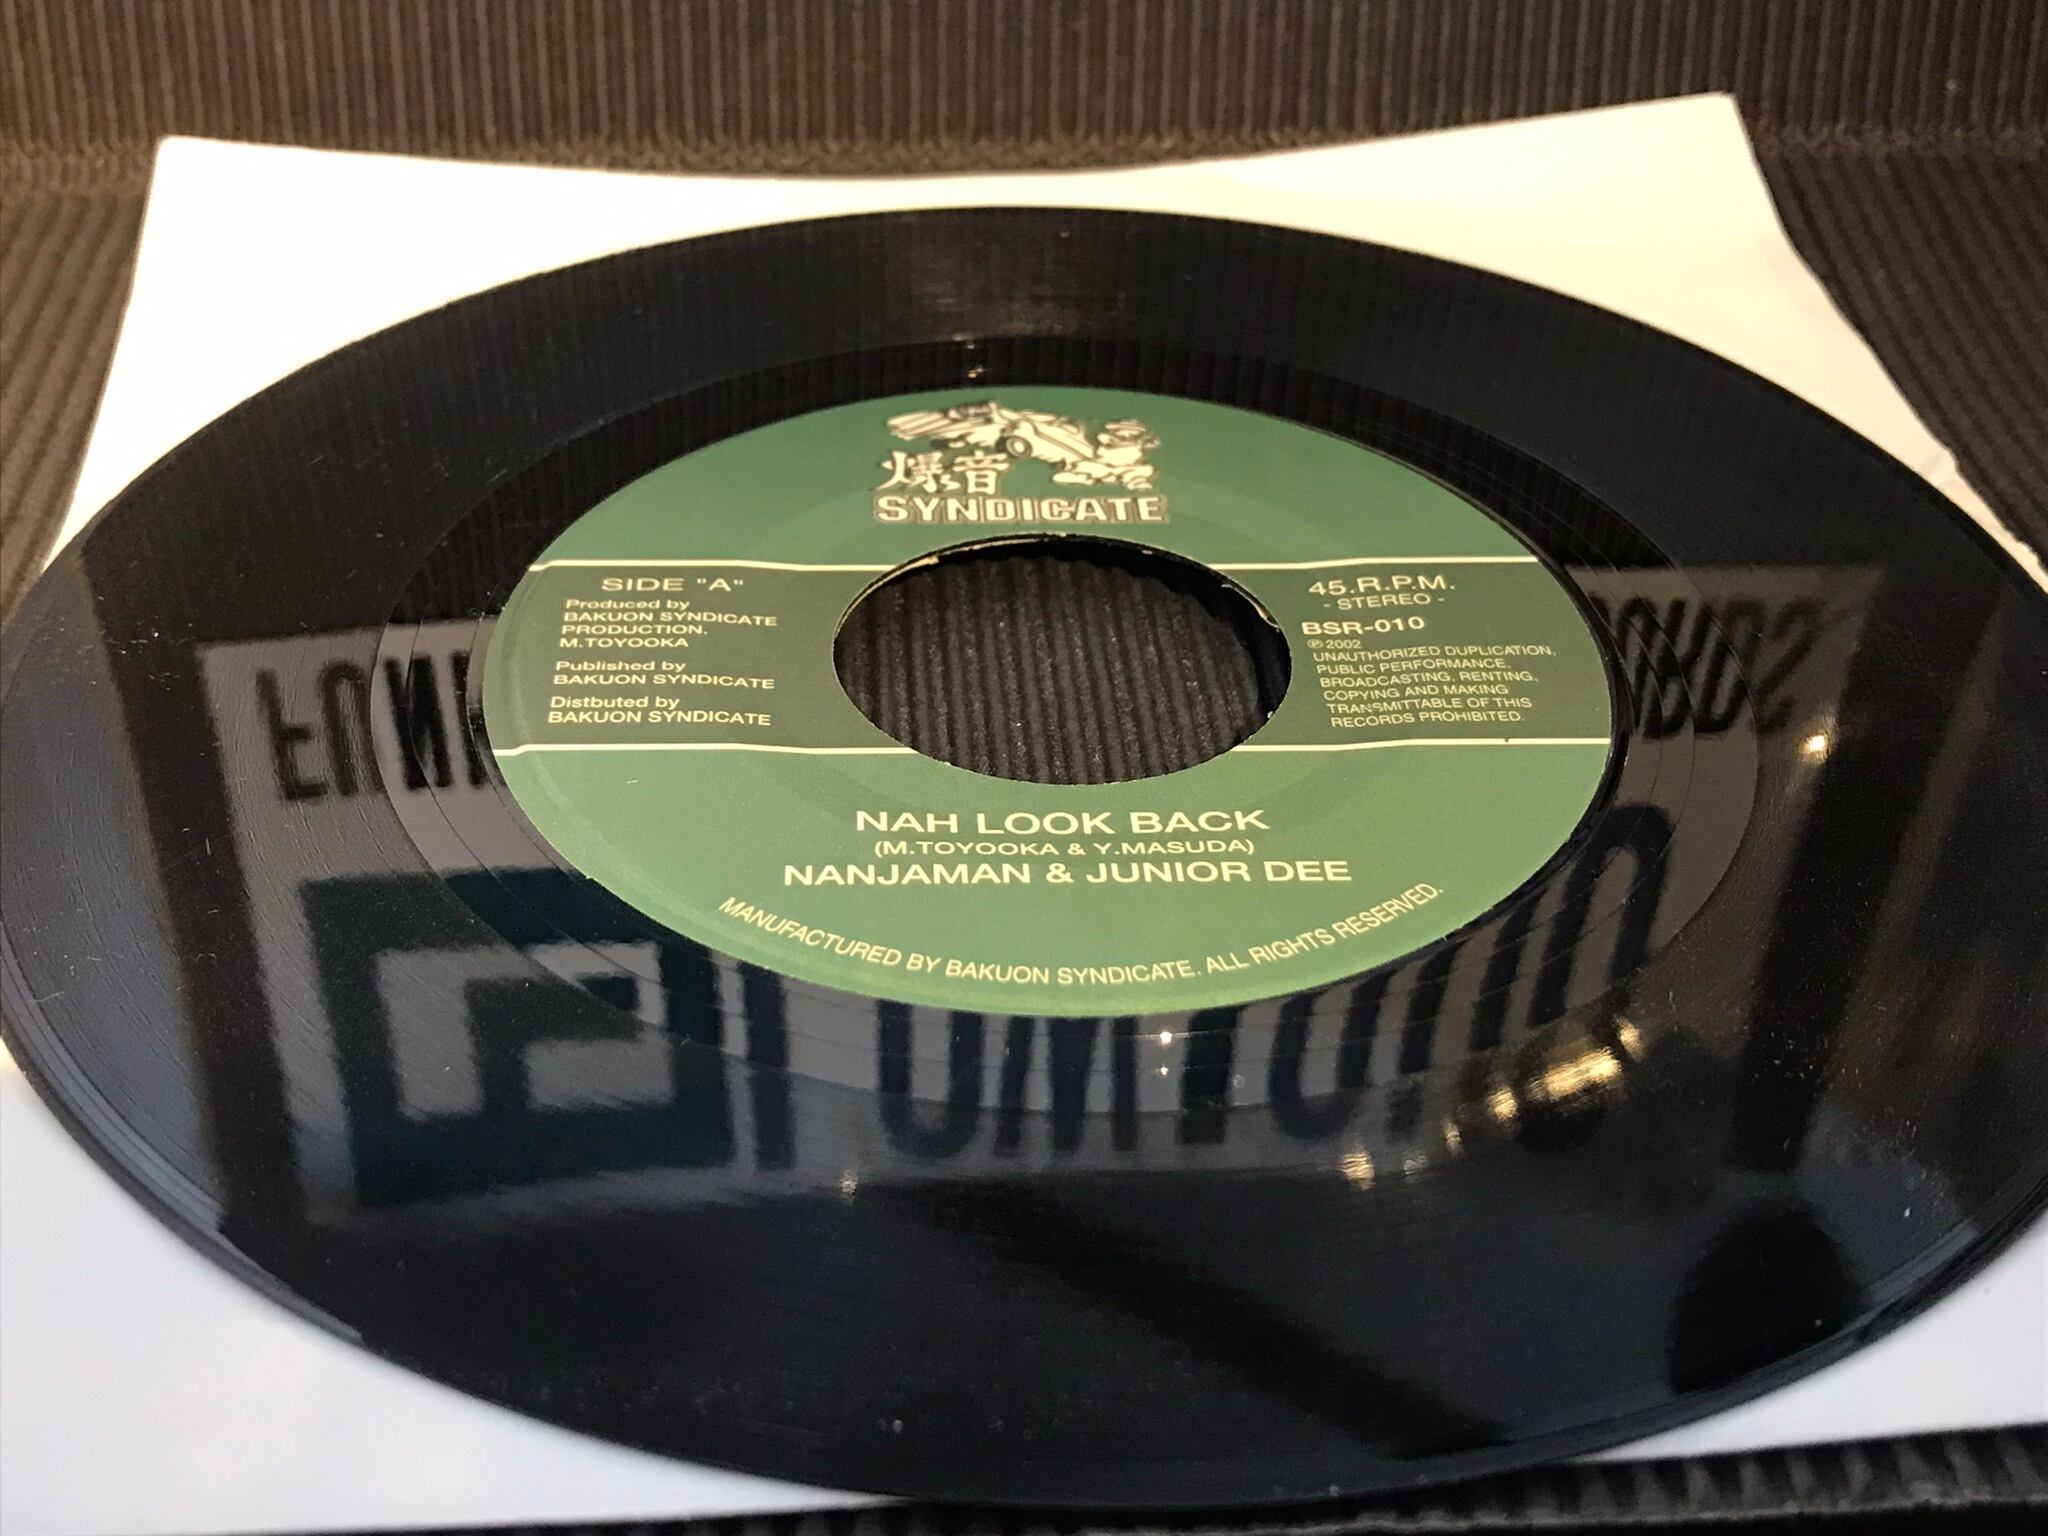 爆音
SYNDICATE
SIDE "A"
Produced by
BAKUON SYNDICATE
PRODUCTION.
M.TOYOOKA
Published by
BAKUON SYNDICATE
Distbuted by
BAKUON SYNDICATE
45.R.P.M.
- STEREO -
BSR-010
℗ 2002
UNAUTHORIZED DUPLICATION,
PUBLIC PERFORMANCE,
BROADCASTING, RENTING,
COPYING AND MAKING
TRANSMITTABLE OF THIS
RECORDS PROHIBITED.
NAH LOOK BACK
(M.TOYOOKA & Y.MASUDA)
NANJAMAN & JUNIOR DEE
MANUFACTURED BY BAKUON SYNDICATE. ALL RIGHTS RESERVED.